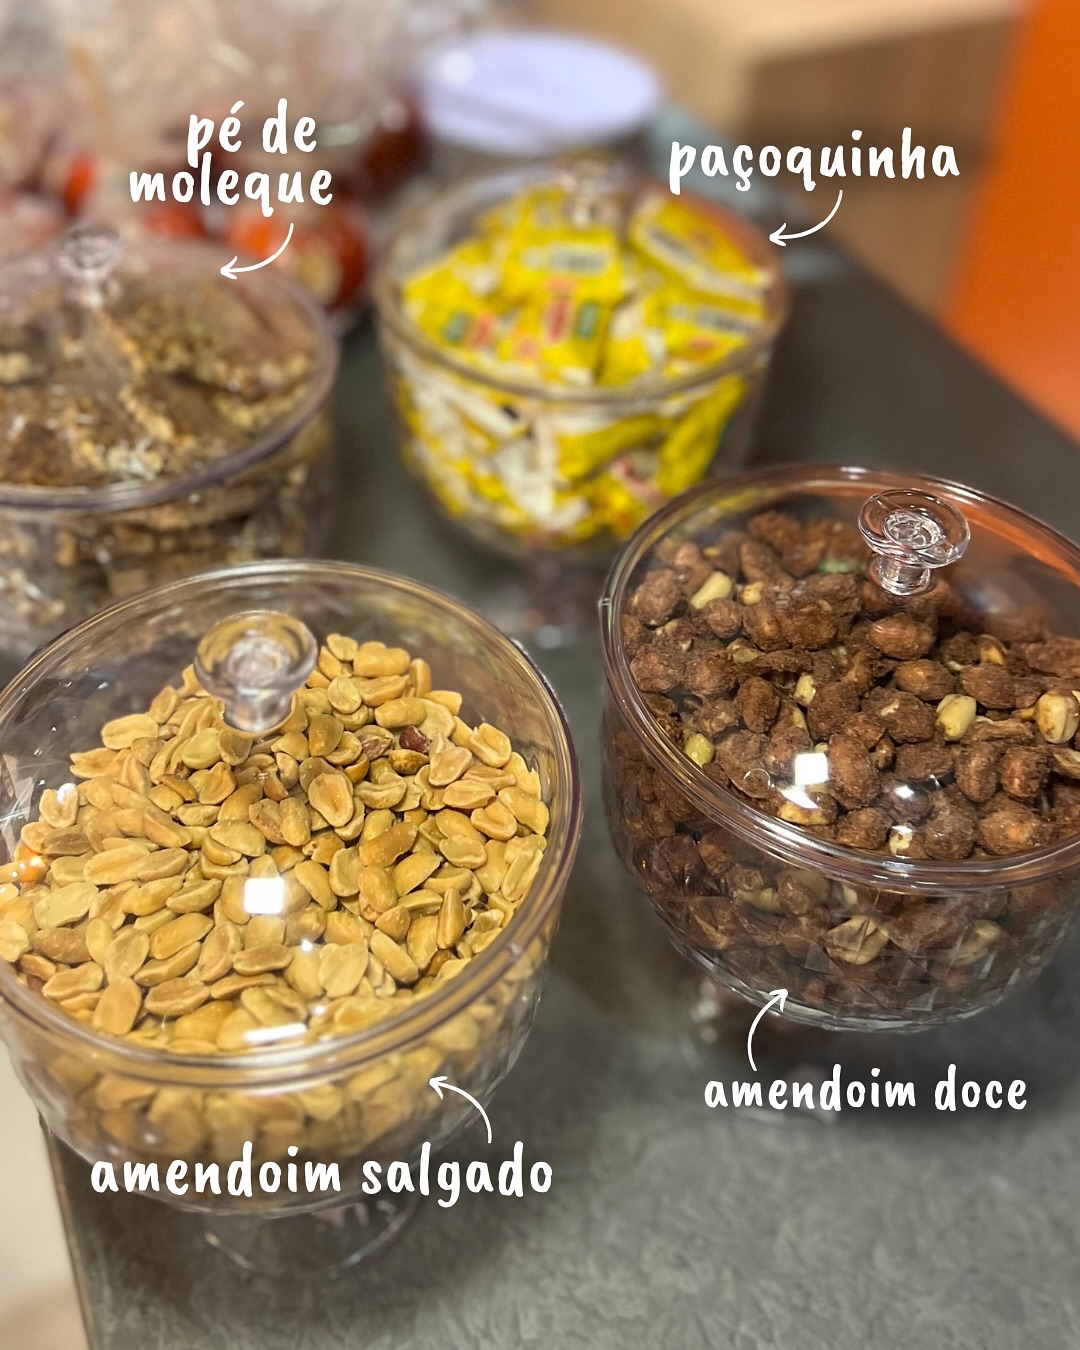 pé de
moleque
paçoquinha
amendoim doce
amendoim salgado